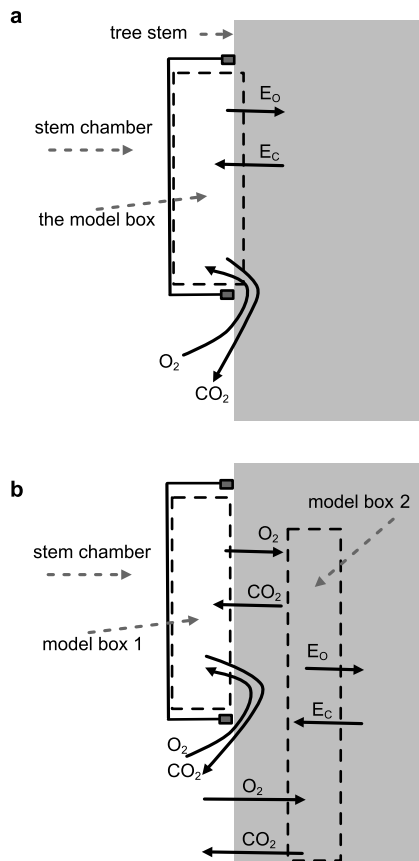 a
tree stem
E_O
stem chamber
E_C
the model box
O₂
CO₂
b
model box 2
O₂
stem chamber
CO₂
model box 1
E_O
E_C
O₂
CO₂
O₂
CO₂